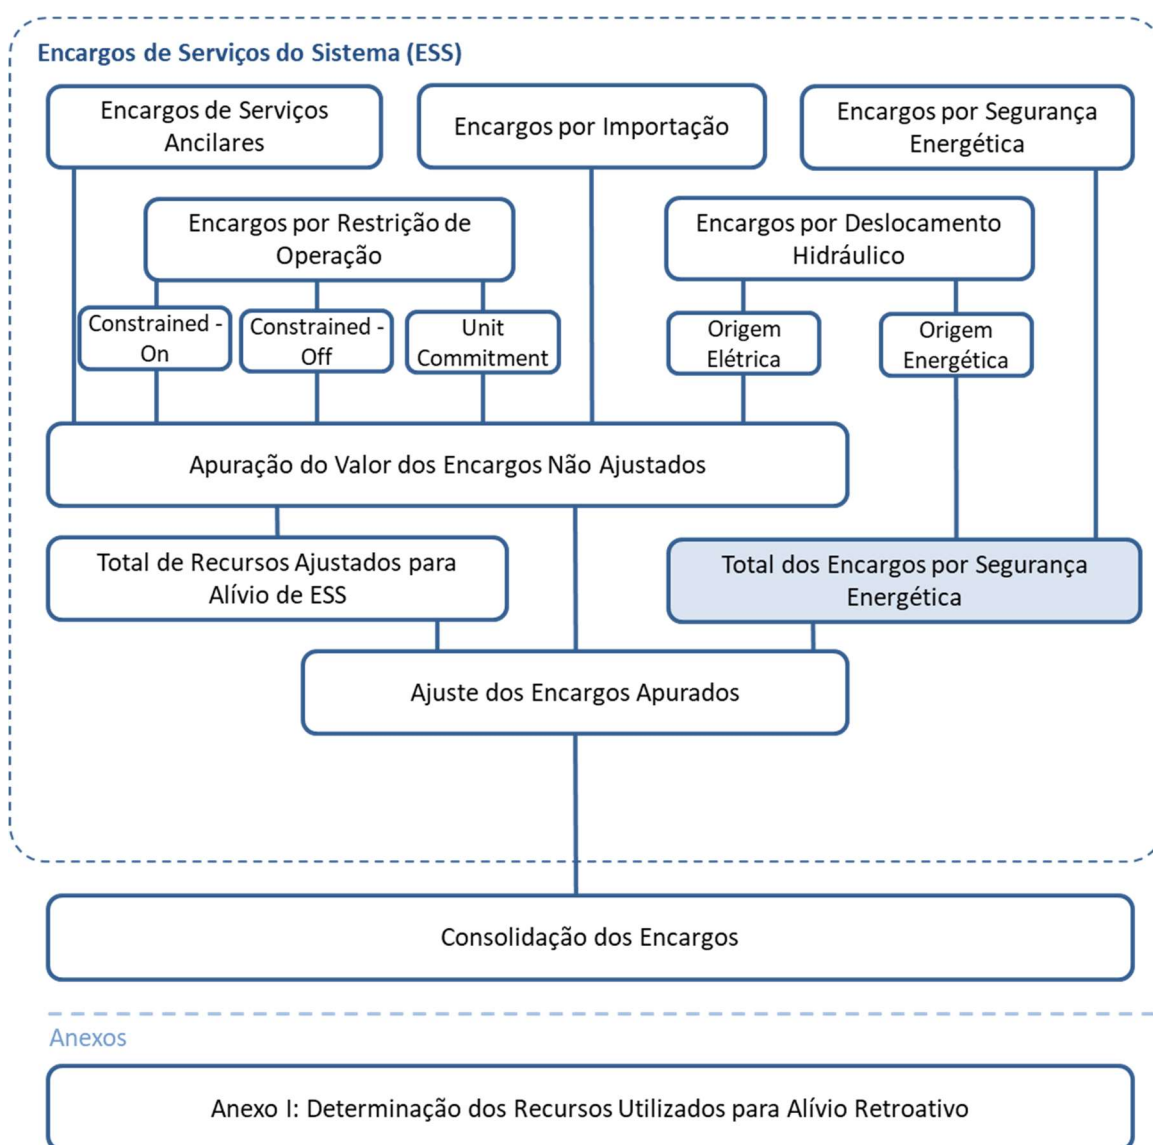 Encargos de Serviços do Sistema (ESS)
Encargos de Serviços
Ancilares
Encargos por Importação
Encargos por Segurança
Energética
Encargos por Restrição de
Operação
Encargos por Deslocamento
Hidráulico
Constrained -
On
Constrained -
Off
Unit
Commitment
Origem
Elétrica
Origem
Energética
Apuração do Valor dos Encargos Não Ajustados
Total de Recursos Ajustados para
Alívio de ESS
Total dos Encargos por Segurança
Energética
Ajuste dos Encargos Apurados
Consolidação dos Encargos
Anexos
Anexo I: Determinação dos Recursos Utilizados para Alívio Retroativo